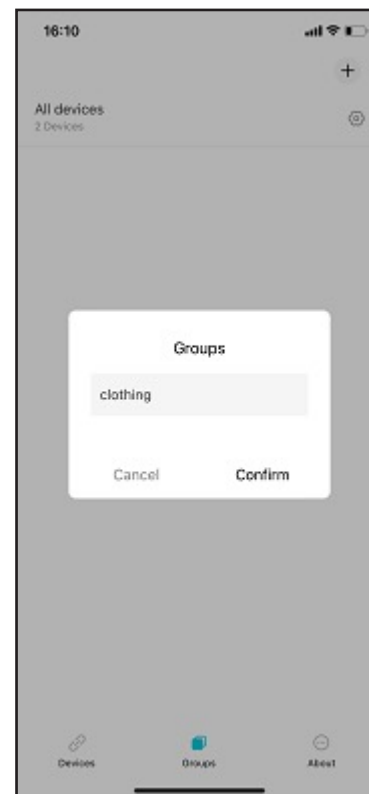 16:10
+
All devices
2 Devices
Groups
clothing
Cancel Confirm
Devices Groups About